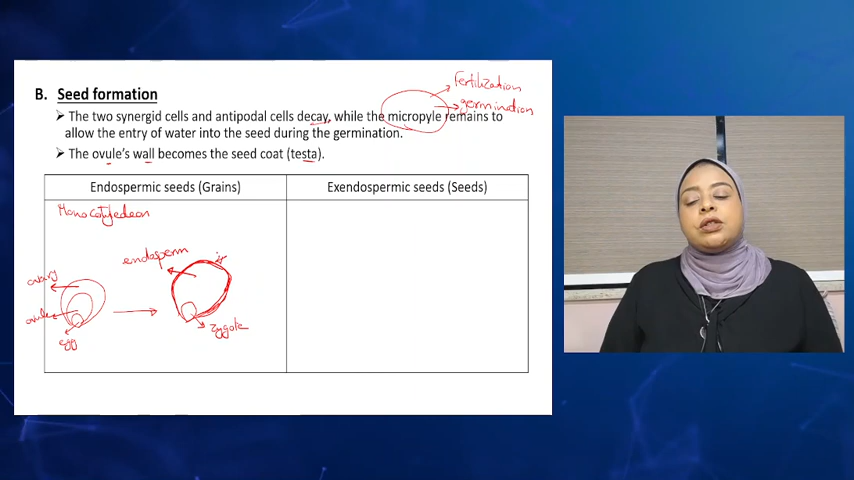 B. Seed formation
Fertilization
germination
➢ The two synergid cells and antipodal cells decay, while the micropyle remains to
allow the entry of water into the seed during the germination.
➢ The ovule's wall becomes the seed coat (testa).
Endospermic seeds (Grains)
Exendospermic seeds (Seeds)
Monocotyledean
endosperm
ovary
ovule
egg
zygote